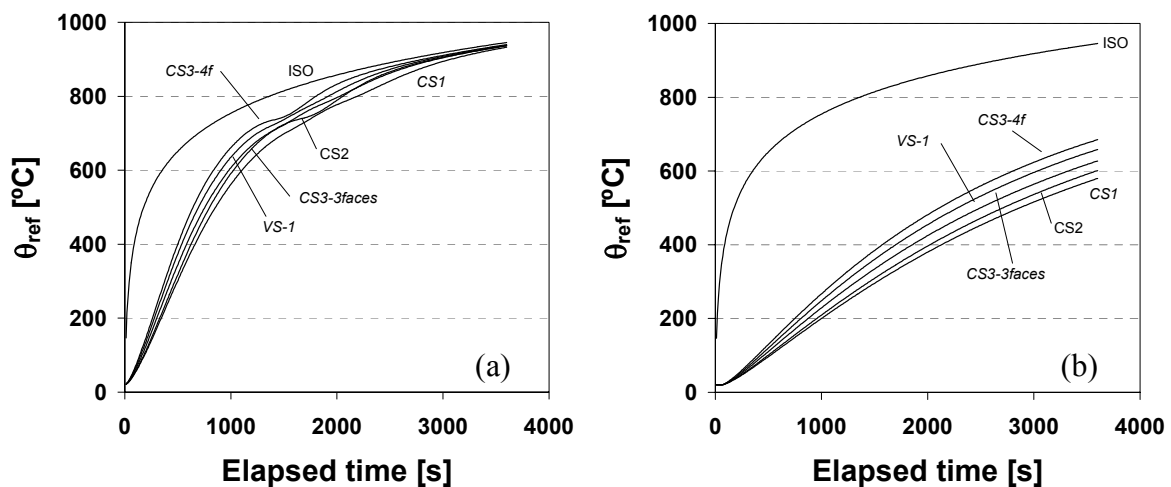 1000
800
600
400
200
0
0
1000
2000
3000
4000
θref [ºC]
Elapsed time [s]
CS3-4f
ISO
CS1
CS2
CS3-3faces
VS-1
(a)
1000
800
600
400
200
0
0
1000
2000
3000
4000
θref [ºC]
Elapsed time [s]
ISO
CS3-4f
VS-1
CS1
CS2
CS3-3faces
(b)